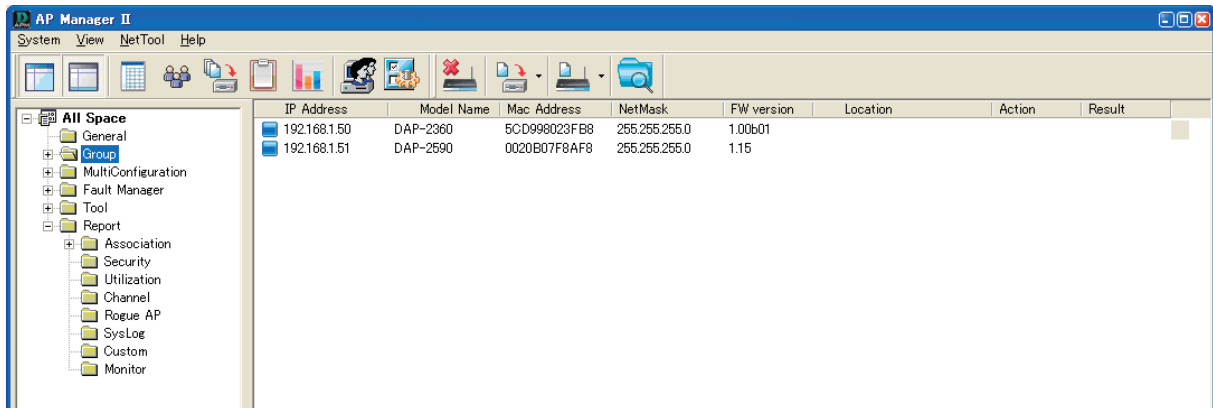 AP Manager II
System View NetTool Help
IP Address Model Name Mac Address NetMask FW version Location Action Result
192.168.1.50 DAP-2360 5CD998023FB8 255.255.255.0 1.00b01
192.168.1.51 DAP-2590 0020B07F8AF8 255.255.255.0 1.15
All Space
General
Group
MultiConfiguration
Fault Manager
Tool
Report
Association
Security
Utilization
Channel
Rogue AP
SysLog
Custom
Monitor